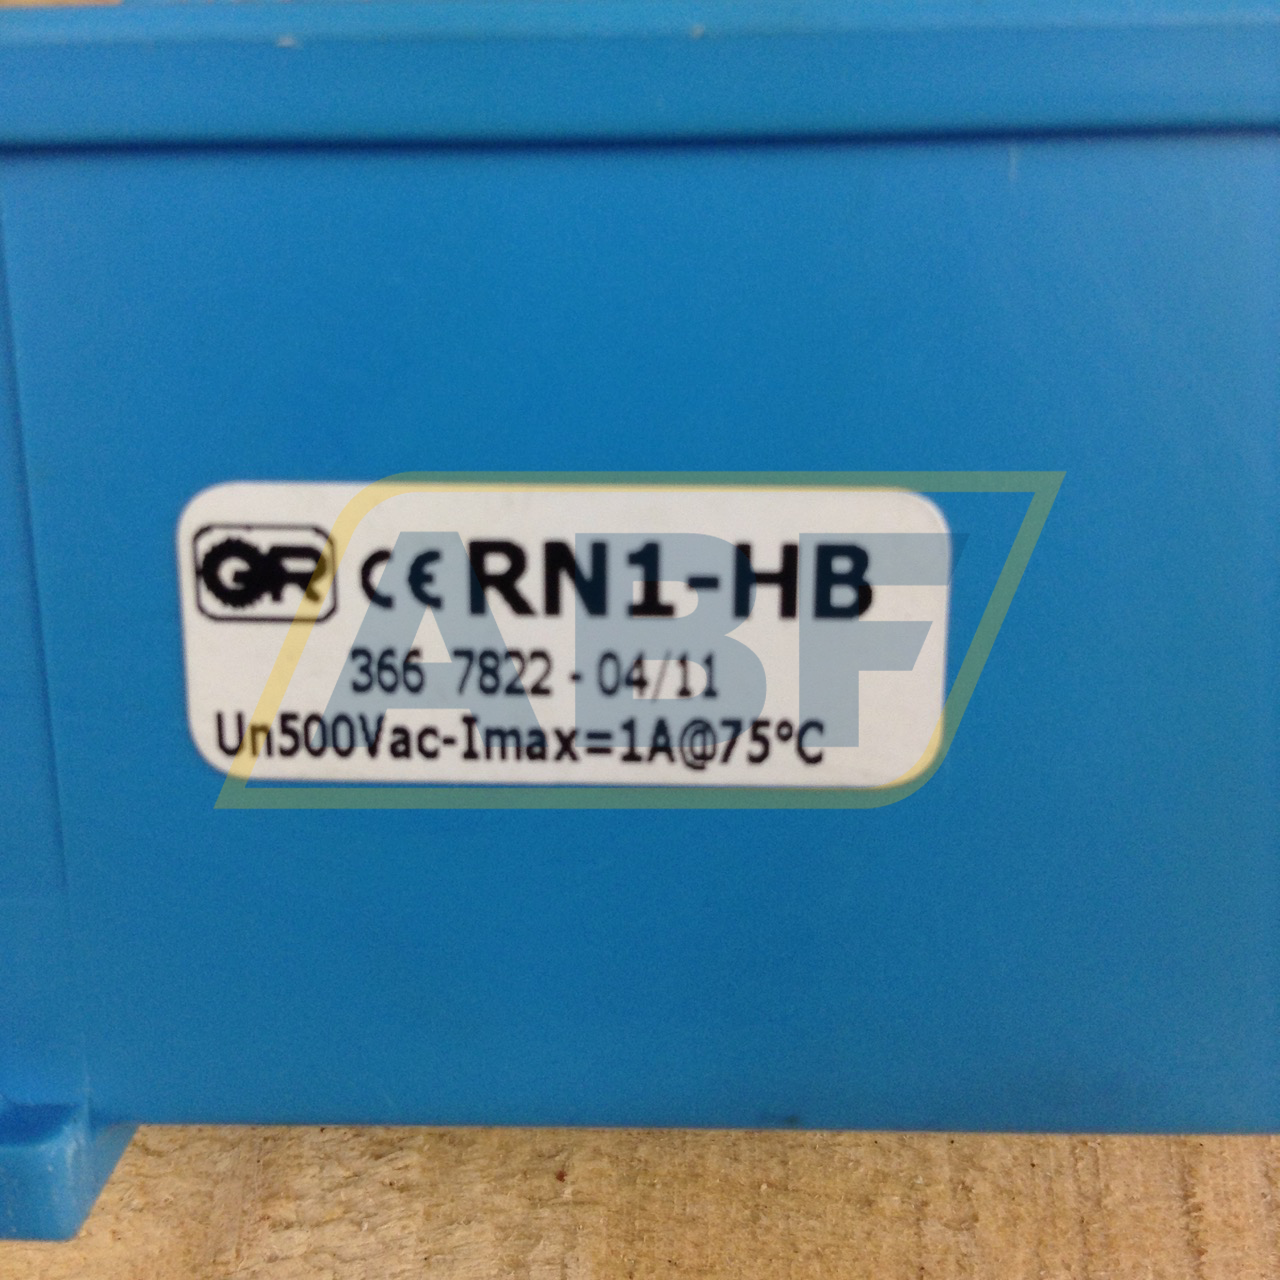 GR CE RN1-HB
366 7822 - 04/11
Un500Vac-Imax=1A@75°C
ABF